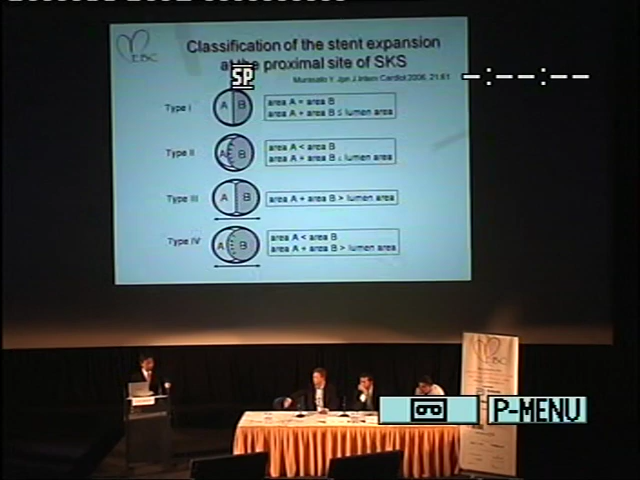 EBC
Classification of the stent expansion
at the proximal site of SKS
SP
Murasato Y. Jpn J Interv Cardiol 2006; 21:61
-:--:--
Type I
A B
area A = area B
area A + area B ≤ lumen area
Type II
A B
area A < area B
area A + area B ≤ lumen area
Type III
A B
area A + area B > lumen area
Type IV
A B
area A < area B
area A + area B > lumen area
EBC
P-MENU